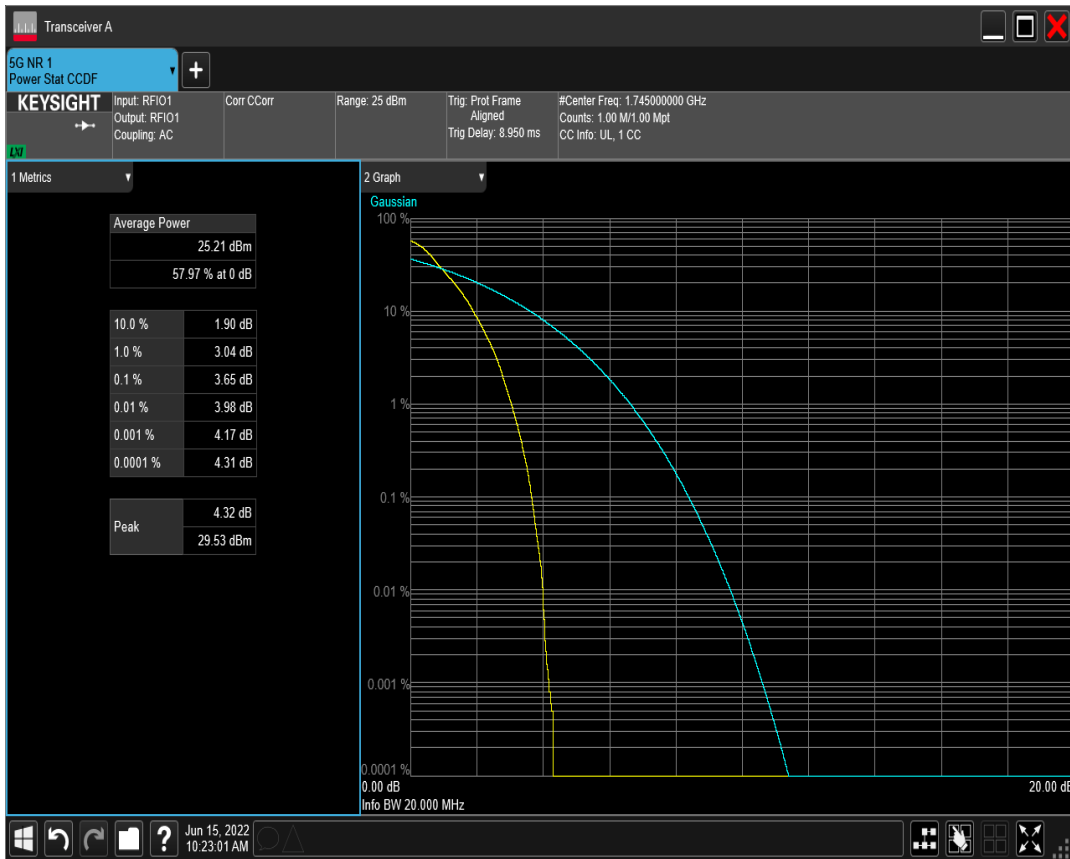 Transceiver A
5G NR 1
Power Stat CCDF
+
KEYSIGHT
LXI
Input: RFIO1
Output: RFIO1
Coupling: AC
Corr CCorr
Range: 25 dBm
Trig: Prot Frame
Aligned
Trig Delay: 8.950 ms
#Center Freq: 1.745000000 GHz
Counts: 1.00 M/1.00 Mpt
CC Info: UL, 1 CC
1 Metrics
Average Power
25.21 dBm
57.97 % at 0 dB
10.0 % 1.90 dB
1.0 % 3.04 dB
0.1 % 3.65 dB
0.01 % 3.98 dB
0.001 % 4.17 dB
0.0001 % 4.31 dB
Peak
4.32 dB
29.53 dBm
2 Graph
Gaussian
100 %
10 %
1 %
0.1 %
0.01 %
0.001 %
0.0001 %
0.00 dB 20.00 dB
Info BW 20.000 MHz
?
Jun 15, 2022
10:23:01 AM